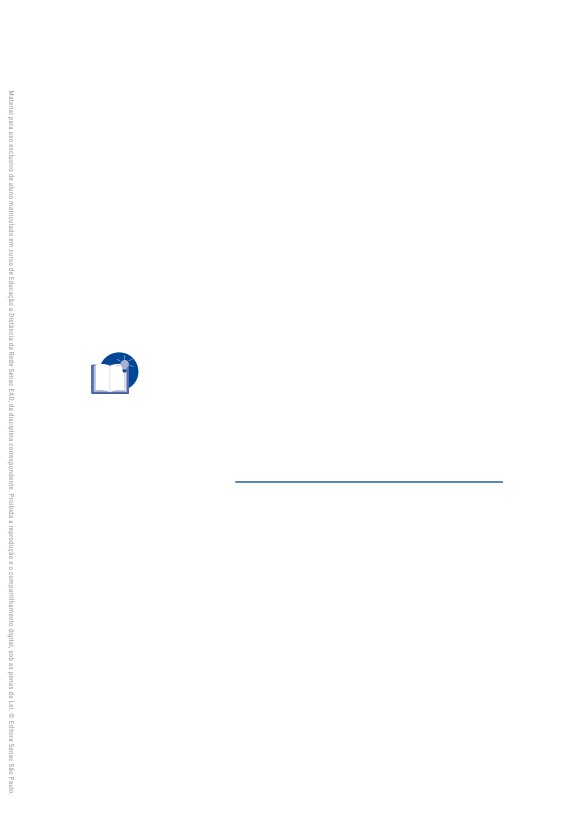 Material para uso exclusivo de aluno matriculado em curso de Educação a Distância da Rede Senac EAD, da disciplina correspondente. Proibida a reprodução e o compartilhamento digital, sob as penas da Lei. © Editora Senac São Paulo.